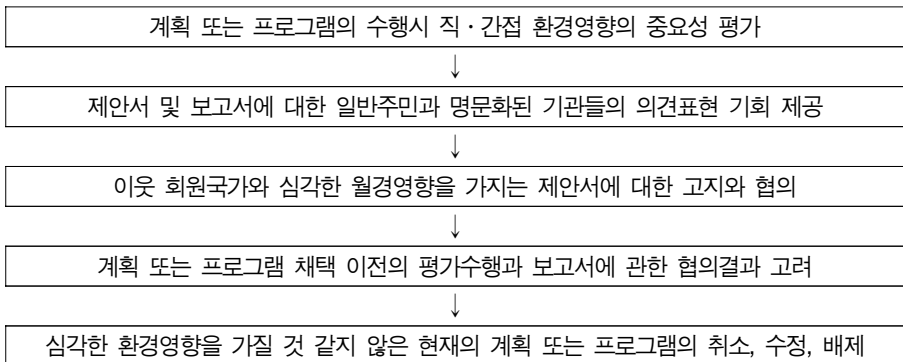 계획 또는 프로그램의 수행시 직·간접 환경영향의 중요성 평가
↓
제안서 및 보고서에 대한 일반주민과 명문화된 기관들의 의견표현 기회 제공
↓
이웃 회원국가와 심각한 월경영향을 가지는 제안서에 대한 고지와 협의
↓
계획 또는 프로그램 채택 이전의 평가수행과 보고서에 관한 협의결과 고려
↓
심각한 환경영향을 가질 것 같지 않은 현재의 계획 또는 프로그램의 취소, 수정, 배제